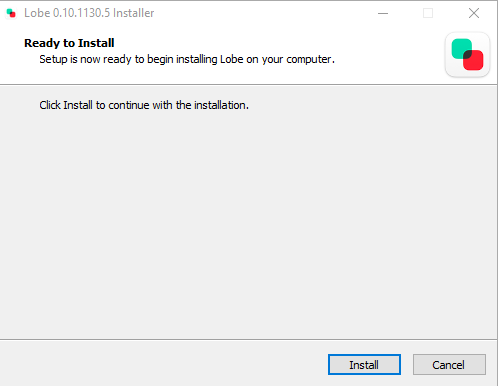 Lobe 0.10.1130.5 Installer
Ready to Install
Setup is now ready to begin installing Lobe on your computer.
Click Install to continue with the installation.
Install
Cancel